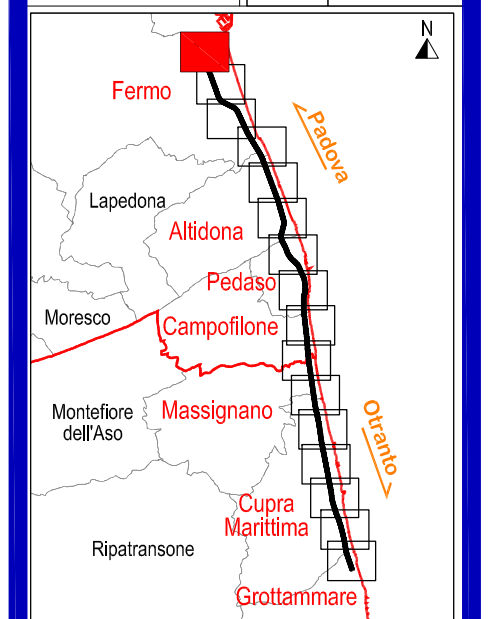 N
Fermo
Padova
Lapedona
Altidona
Pedaso
Moresco
Campofilone
Massignano
Montefiore
dell'Aso
Otranto
Cupra
Marittima
Ripatransone
Grottammare